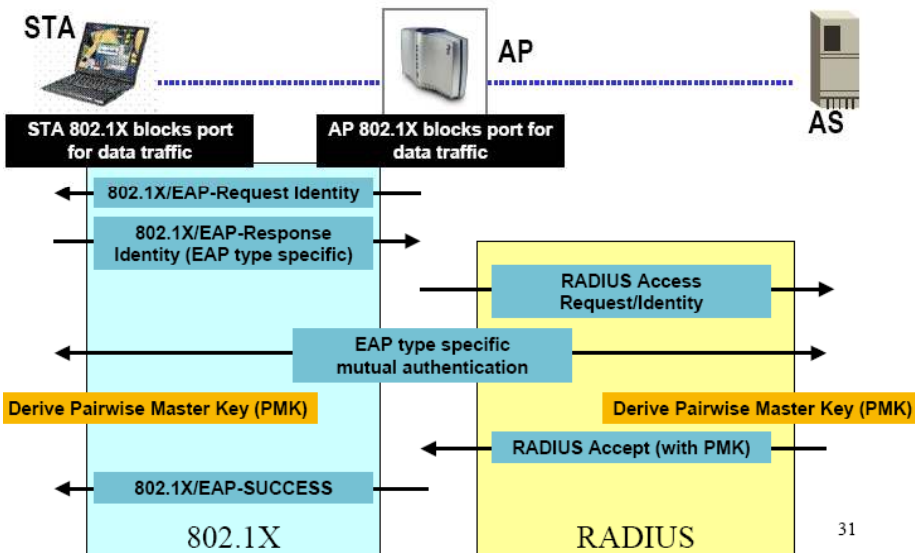 STA
AP
AS
STA 802.1X blocks port
for data traffic
AP 802.1X blocks port for
data traffic
802.1X/EAP-Request Identity
802.1X/EAP-Response
Identity (EAP type specific)
RADIUS Access
Request/Identity
EAP type specific
mutual authentication
Derive Pairwise Master Key (PMK)
Derive Pairwise Master Key (PMK)
RADIUS Accept (with PMK)
802.1X/EAP-SUCCESS
802.1X
RADIUS
31